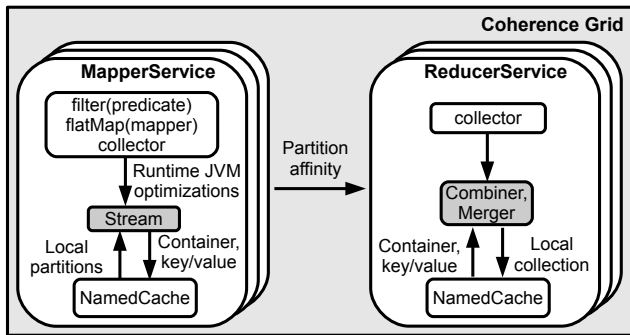 Coherence Grid
MapperService
filter(predicate)
flatMap(mapper)
collector
Runtime JVM
optimizations
Stream
Local
partitions
Container,
key/value
NamedCache
Partition
affinity
ReducerService
collector
Combiner,
Merger
Container,
key/value
Local
collection
NamedCache